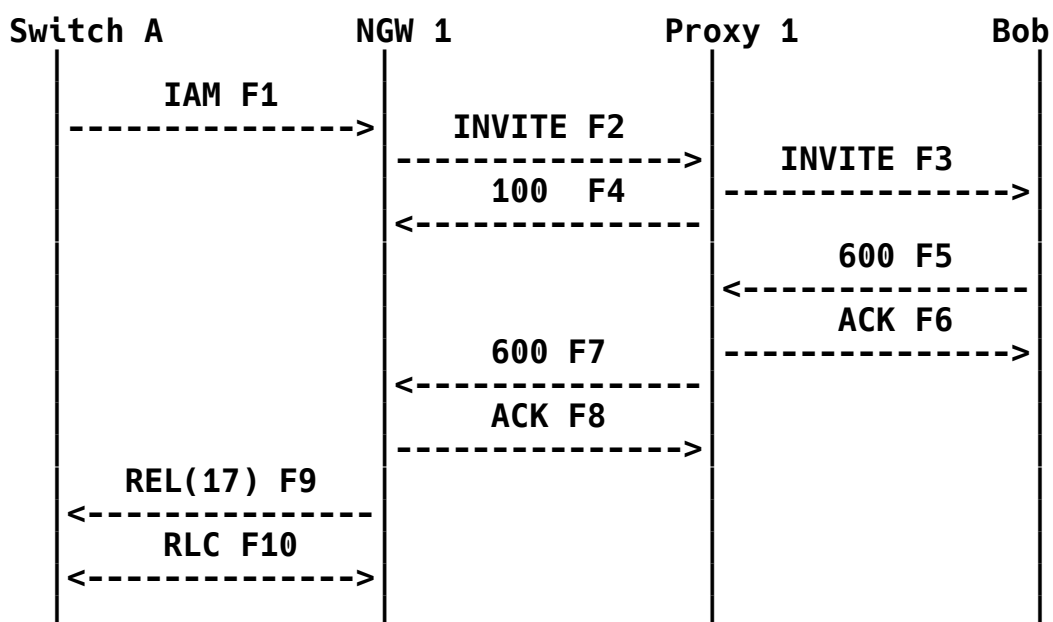 Switch A NGW 1 Proxy 1 Bob
IAM F1
INVITE F2
INVITE F3
100 F4
600 F5
ACK F6
600 F7
ACK F8
REL(17) F9
RLC F10